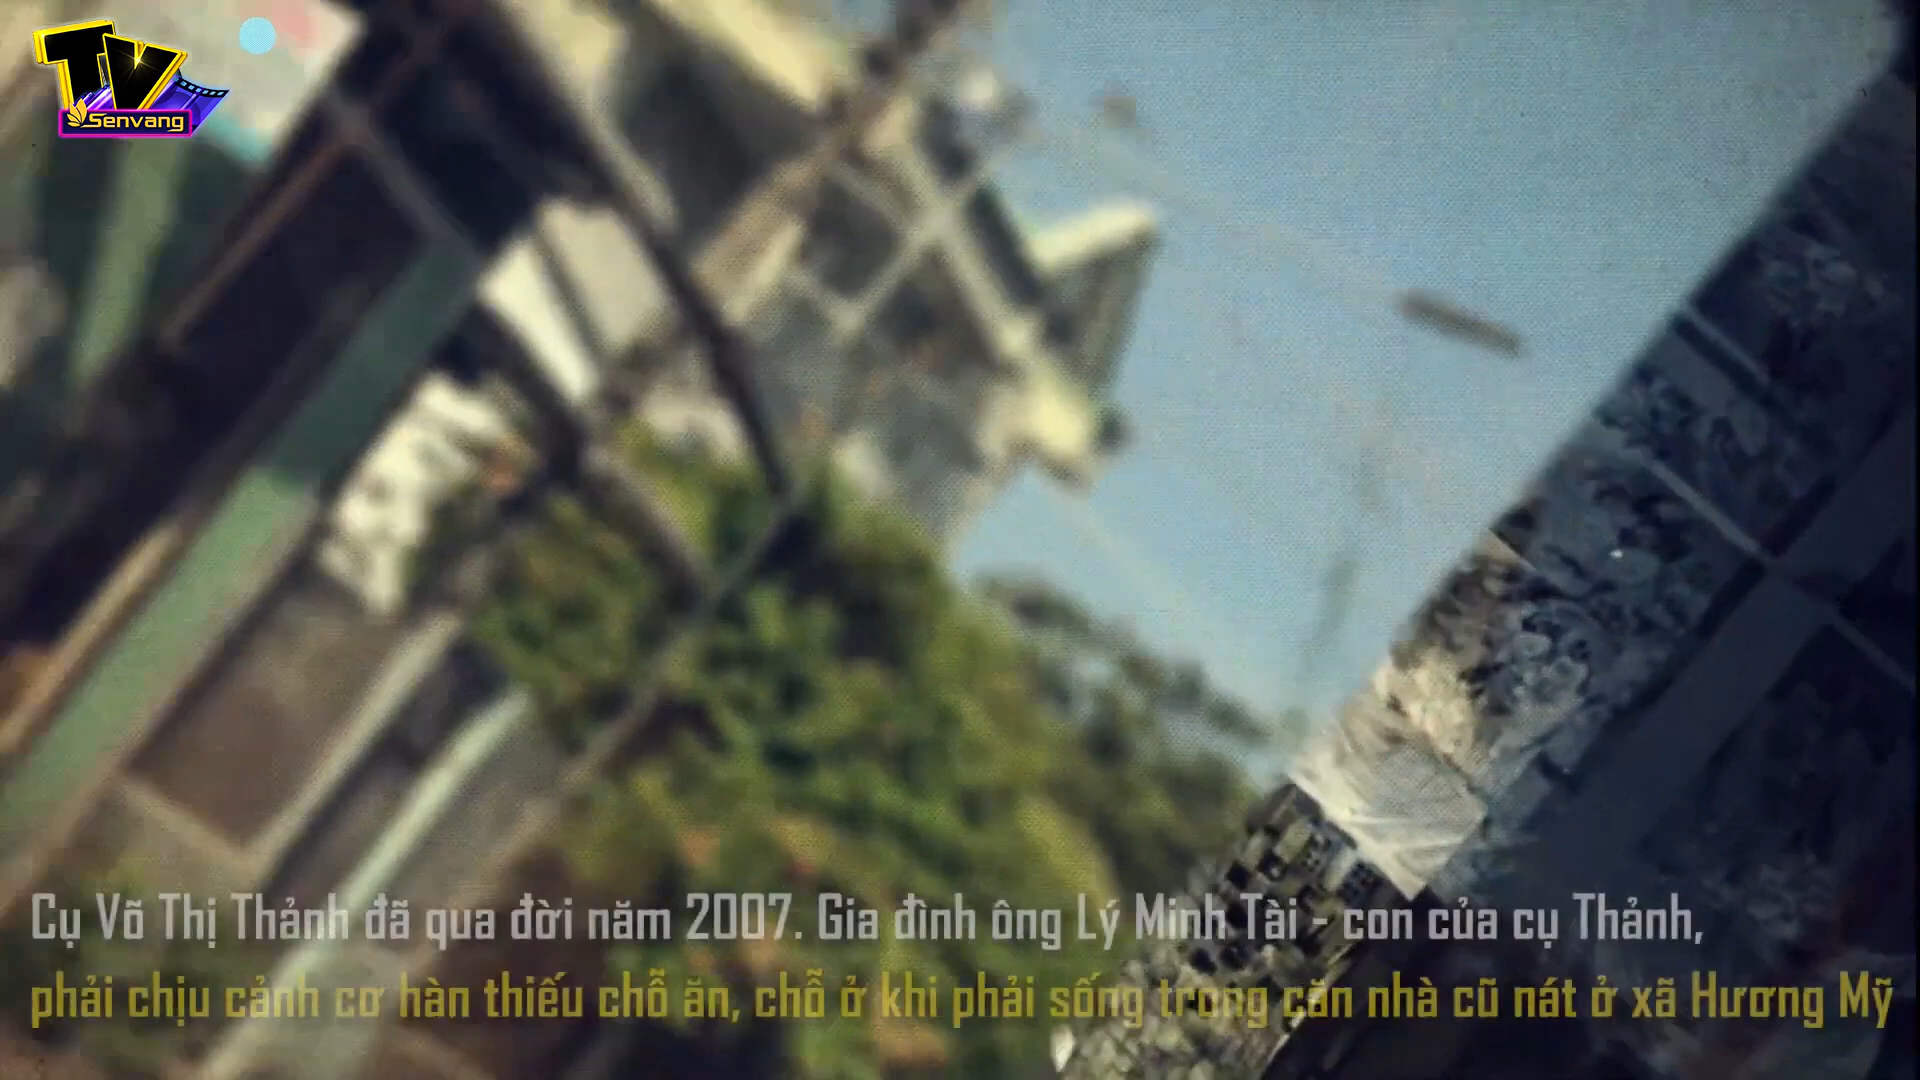 TV
Senvang
Cụ Võ Thị Thảnh đã qua đời năm 2007. Gia đình ông Lý Minh Tài - con của cụ Thảnh,
phải chịu cảnh cơ hàn thiếu chỗ ăn, chỗ ở khi phải sống trong căn nhà cũ nát ở xã Hương Mỹ